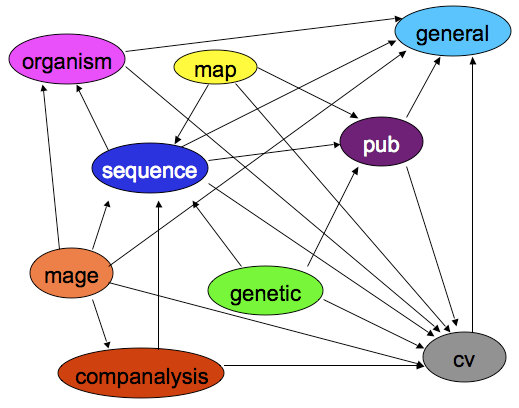 general
organism
map
pub
sequence
mage
genetic
cv
companalysis